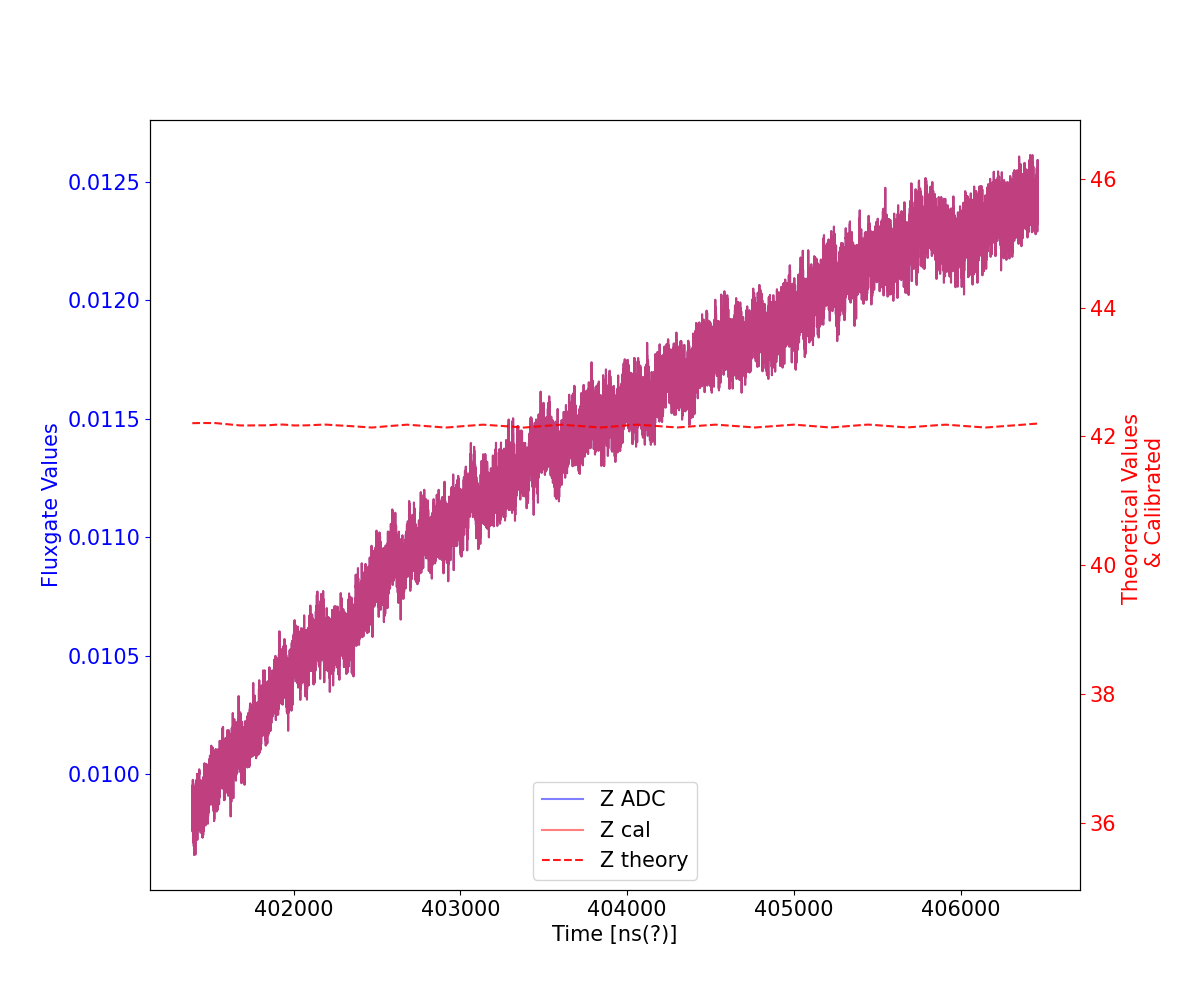 0.0125
0.0120
0.0115
0.0110
0.0105
0.0100
Fluxgate Values
46
44
42
40
38
36
Theoretical Values
& Calibrated
Z ADC
Z cal
Z theory
402000 403000 404000 405000 406000
Time [ns(?)]